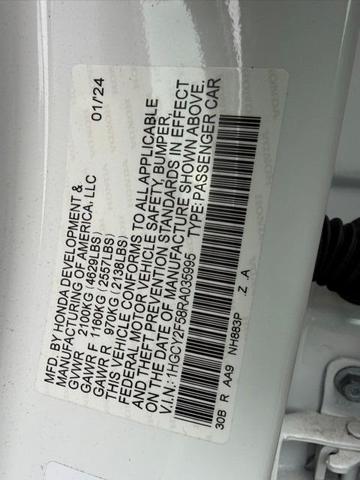 MFD. BY HONDA DEVELOPMENT &
MANUFACTURING OF AMERICA, LLC 01/24
GVWR 2100KG (4629LBS)
GAWR F 1160KG (2557LBS)
GAWR R 970KG (2138LBS)
THIS VEHICLE CONFORMS TO ALL APPLICABLE
FEDERAL MOTOR VEHICLE SAFETY, BUMPER,
AND THEFT PREVENTION STANDARDS IN EFFECT
ON THE DATE OF MANUFACTURE SHOWN ABOVE.
V.I.N.: 1HGCY2F58RA035995 TYPE:PASSENGER CAR
30B R AA9 NH883P .Z .A